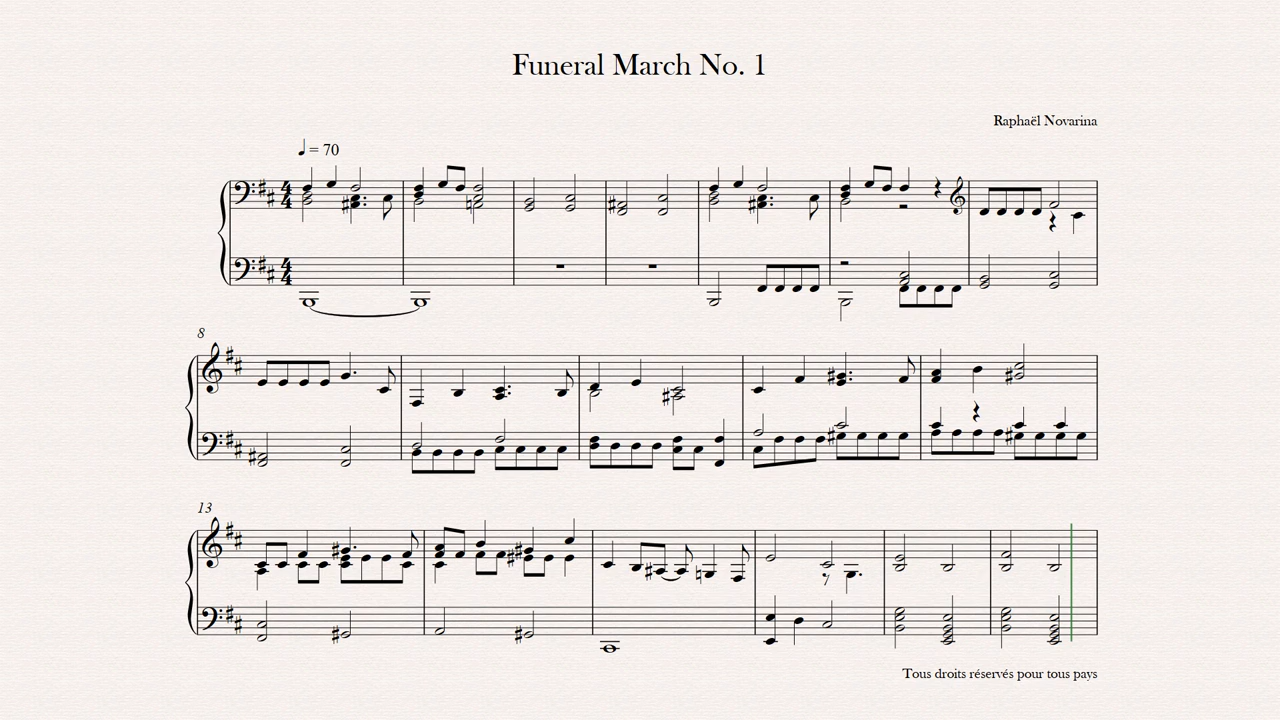 Funeral March No. 1
Raphaël Novarina
♩ = 70
8
13
Tous droits réservés pour tous pays